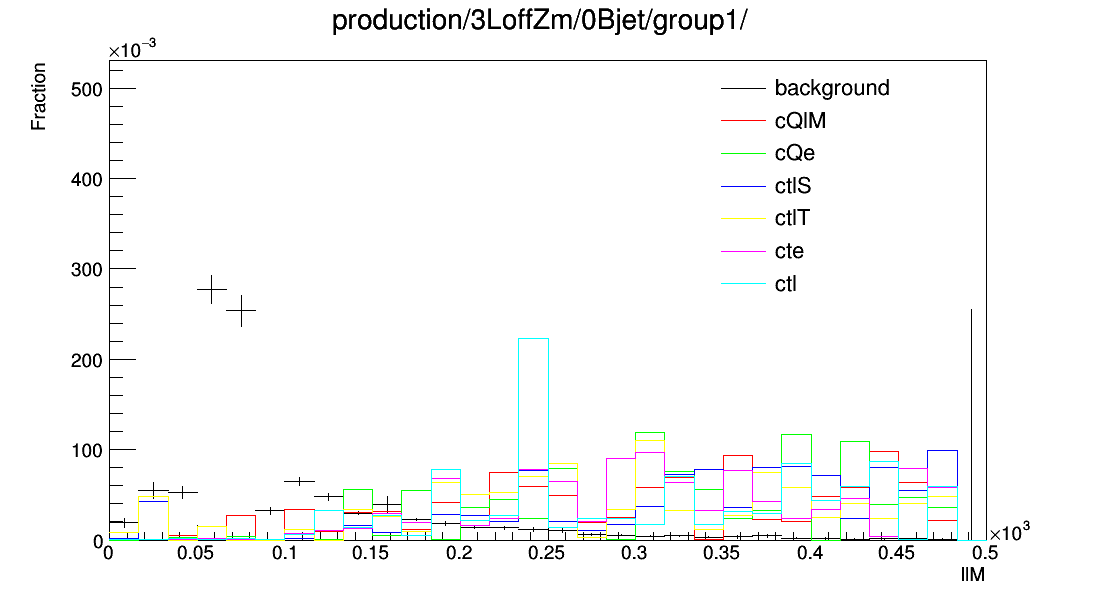 production/3LoffZm/0Bjet/group1/
×10⁻³
Fraction
500
400
300
200
100
0
background
cQlM
cQe
ctlS
ctlT
cte
ctl
0 0.05 0.1 0.15 0.2 0.25 0.3 0.35 0.4 0.45 0.5
×10³
llM